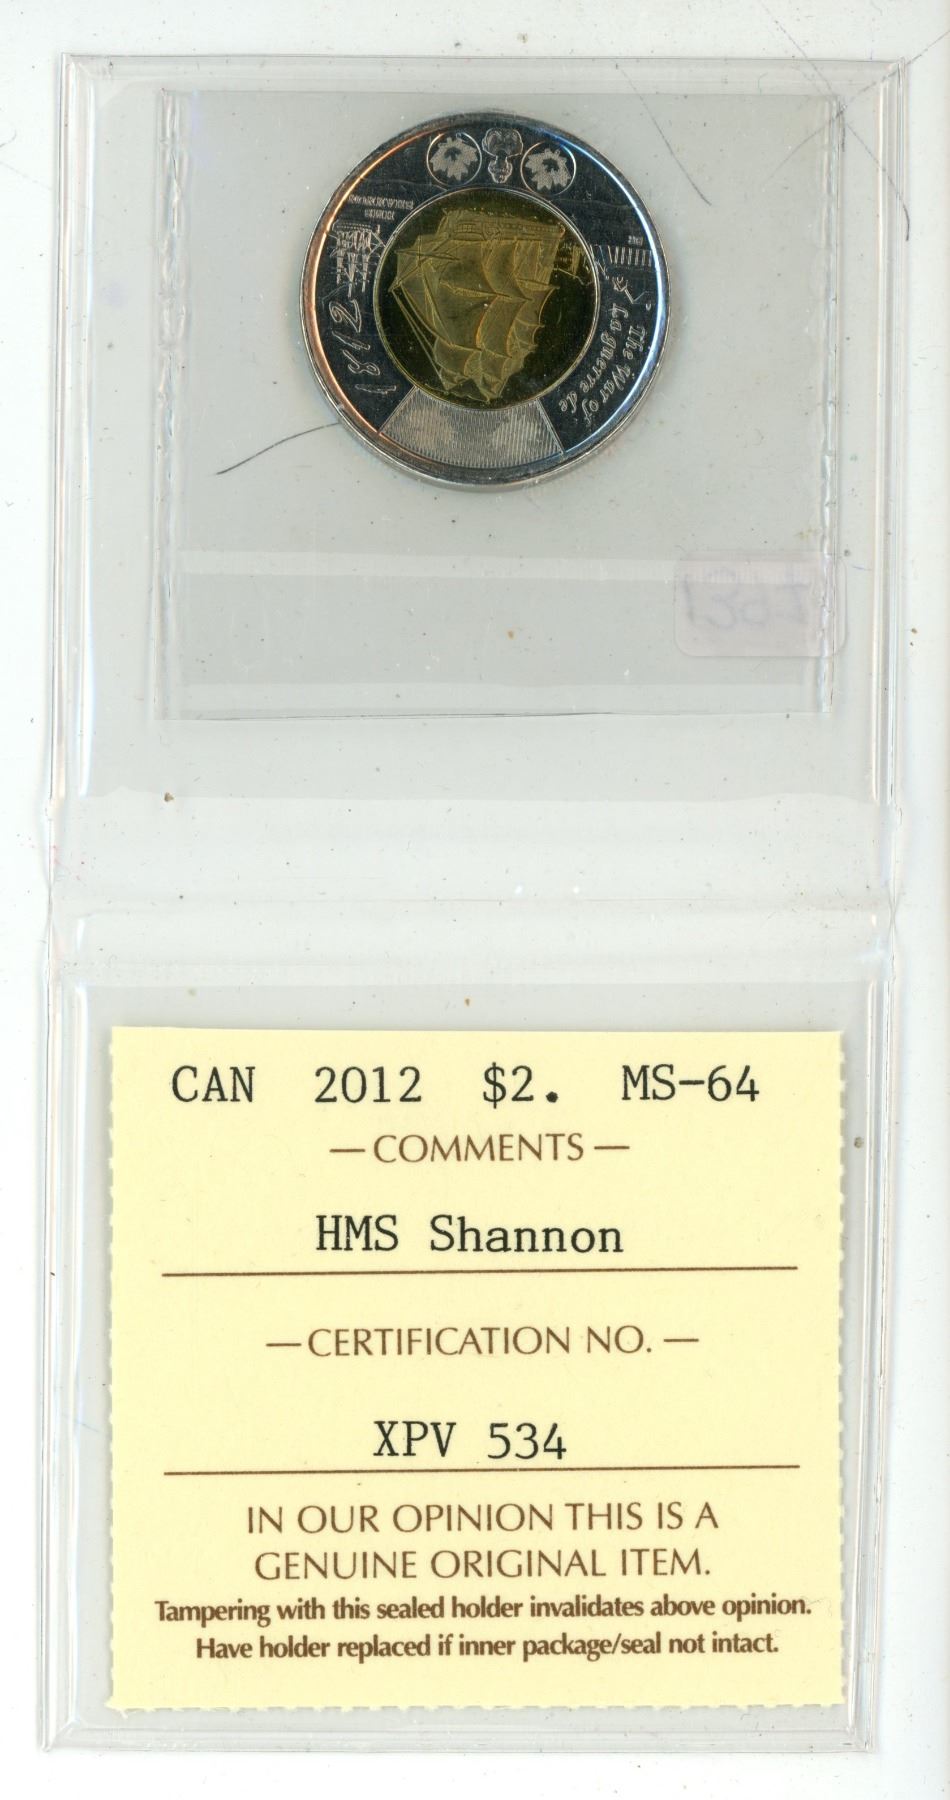 HMS
SHANNON
The War of
La guerre de
1812
CAN 2012 $2. MS-64
— COMMENTS —
HMS Shannon
— CERTIFICATION NO. —
XPV 534
IN OUR OPINION THIS IS A
GENUINE ORIGINAL ITEM.
Tampering with this sealed holder invalidates above opinion.
Have holder replaced if inner package/seal not intact.